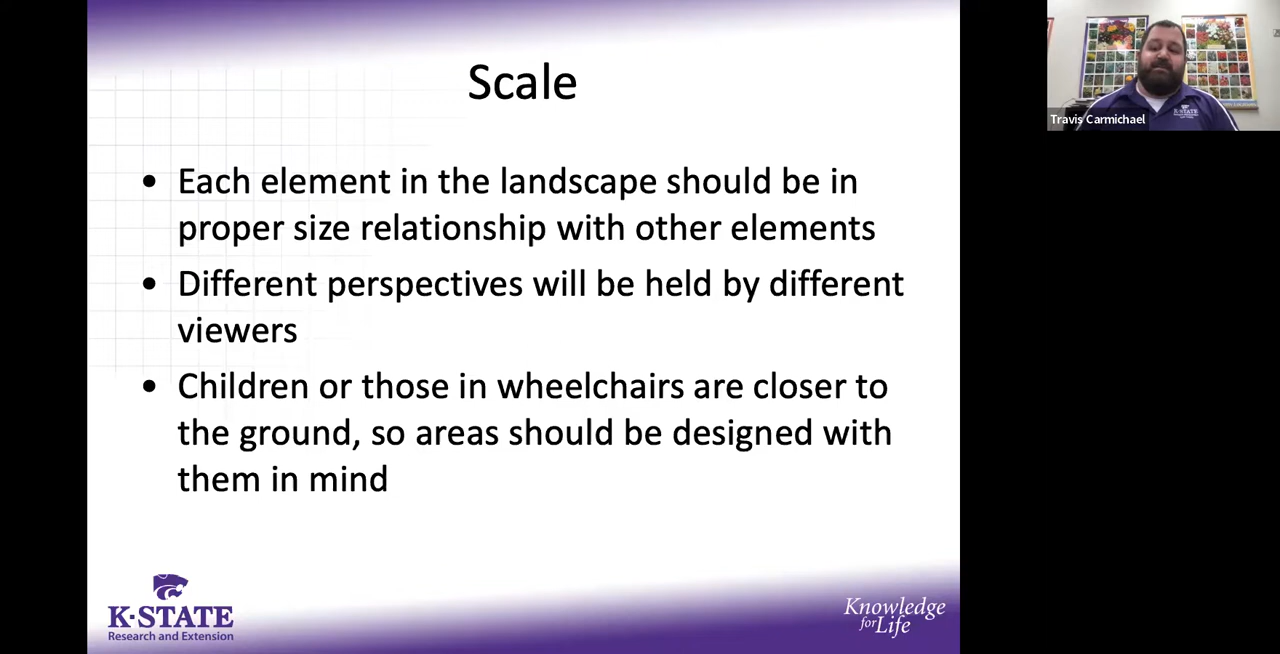 Scale
• Each element in the landscape should be in
proper size relationship with other elements
• Different perspectives will be held by different
viewers
• Children or those in wheelchairs are closer to
the ground, so areas should be designed with
them in mind
K-STATE
Research and Extension
Knowledge
for Life
Travis Carmichael
K-STATE